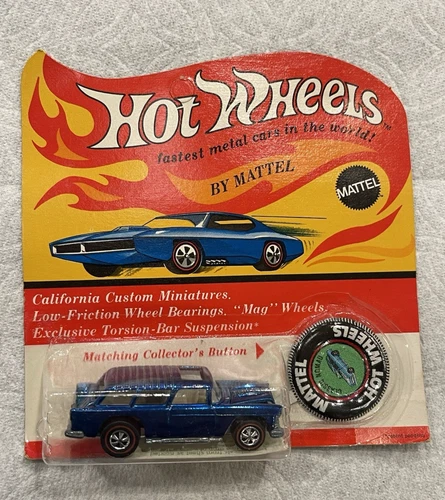 HOT WHEELS
fastest metal cars in the world!
BY MATTEL
MATTEL
California Custom Miniatures.
Low-Friction Wheel Bearings. "Mag" Wheels.
Exclusive Torsion-Bar Suspension*
Matching Collector's Button
HOT WHEELS
MATTEL